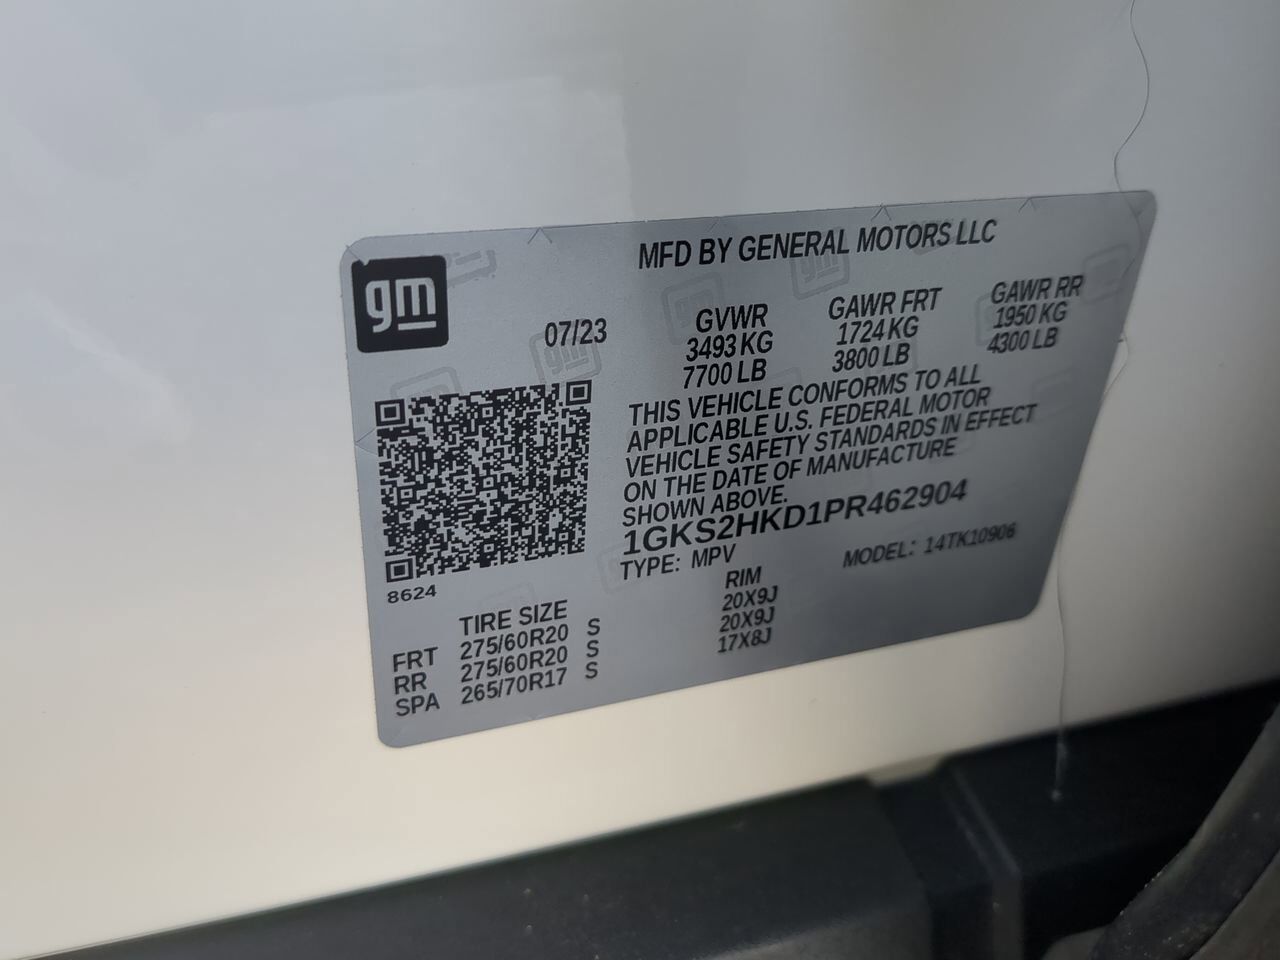 MFD BY GENERAL MOTORS LLC
gm
07/23
GVWR GAWR FRT GAWR RR
3493 KG 1724 KG 1950 KG
7700 LB 3800 LB 4300 LB
THIS VEHICLE CONFORMS TO ALL
APPLICABLE U.S. FEDERAL MOTOR
VEHICLE SAFETY STANDARDS IN EFFECT
ON THE DATE OF MANUFACTURE
SHOWN ABOVE.
1GKS2HKD1PR462904
TYPE: MPV MODEL: 14TK10906
8624
TIRE SIZE RIM
FRT 275/60R20 S 20X9J
RR 275/60R20 S 20X9J
SPA 265/70R17 S 17X8J